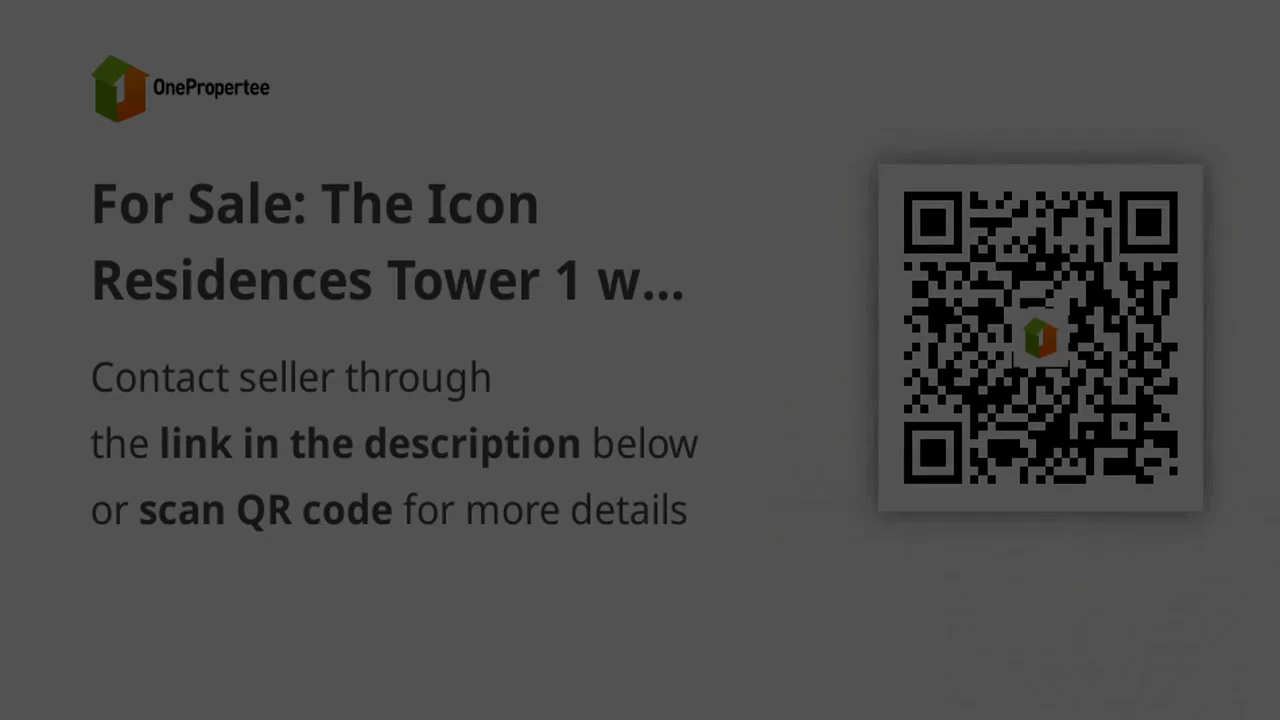 OnePropertee
For Sale: The Icon
Residences Tower 1 w...
Contact seller through
the link in the description below
or scan QR code for more details